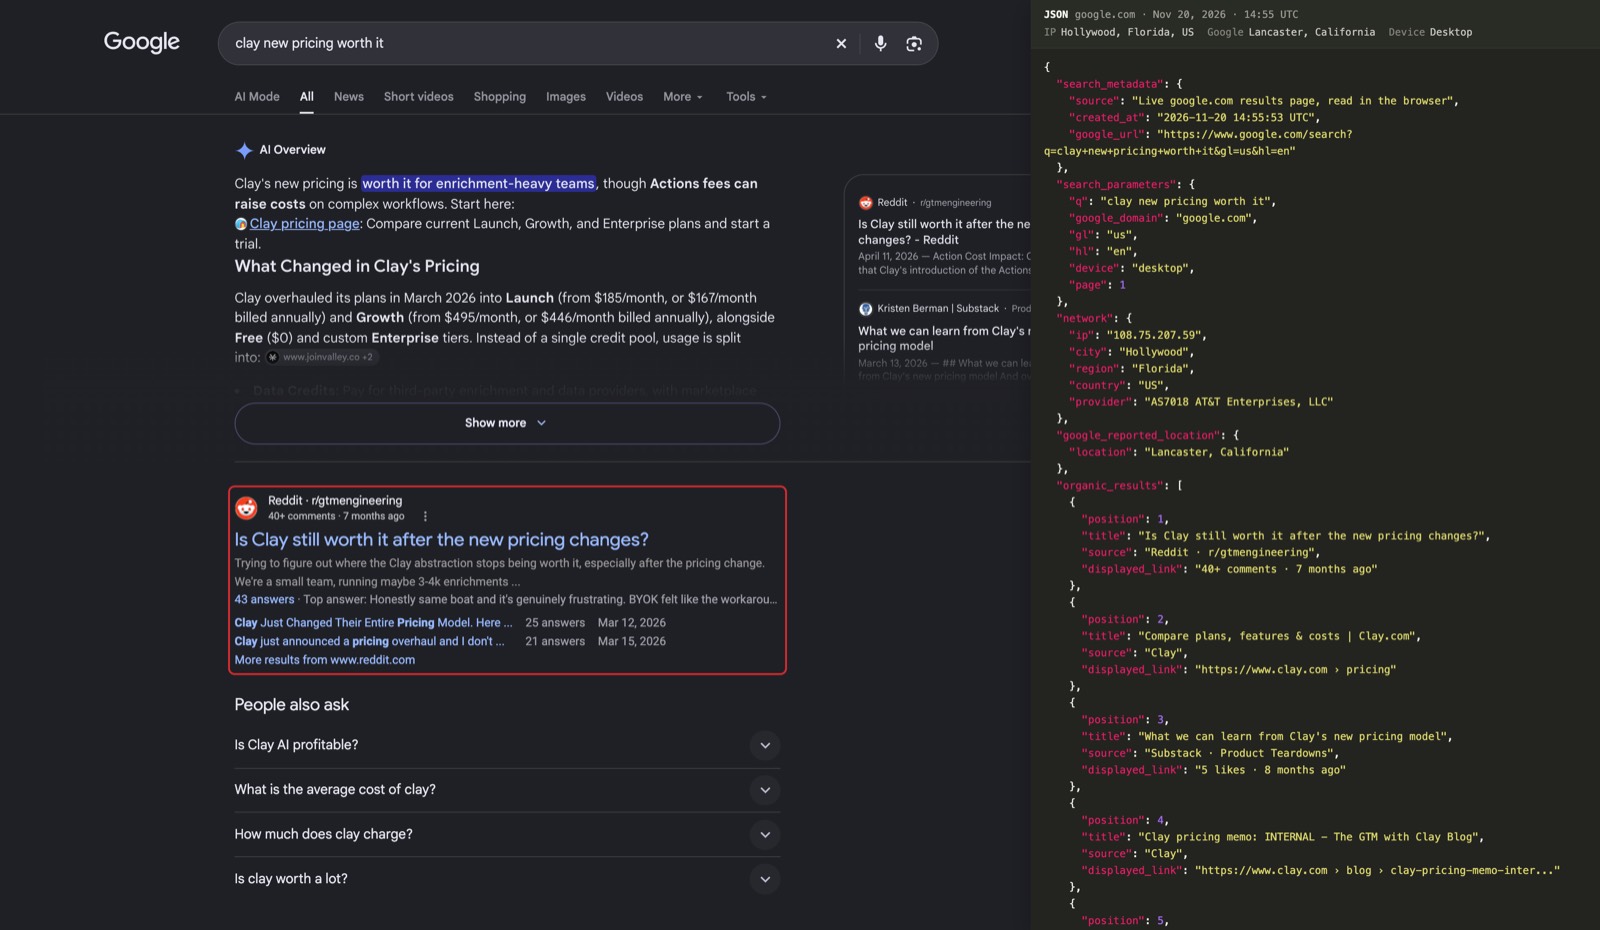 Google
clay new pricing worth it
AI Mode All News Short videos Shopping Images Videos More Tools
AI Overview
Clay's new pricing is worth it for enrichment-heavy teams, though Actions fees can
raise costs on complex workflows. Start here:
Clay pricing page: Compare current Launch, Growth, and Enterprise plans and start a
trial.
What Changed in Clay's Pricing
Clay overhauled its plans in March 2026 into Launch (from $185/month, or $167/month
billed annually) and Growth (from $495/month, or $446/month billed annually), alongside
Free ($0) and custom Enterprise tiers. Instead of a single credit pool, usage is split
into: www.joinvalley.co +2
• Data Credits: Pay for third-party enrichment and data providers, with marketplace
Show more
Reddit · r/gtmengineering
Is Clay still worth it after the ne
changes? - Reddit
April 11, 2026 — Action Cost Impact: C
that Clay's introduction of the Actions
Kristen Berman | Substack · Prod
What we can learn from Clay's r
pricing model
March 13, 2026 — ## What we can lea
from Clay's new pricing model And ev
Reddit · r/gtmengineering
40+ comments · 7 months ago
Is Clay still worth it after the new pricing changes?
Trying to figure out where the Clay abstraction stops being worth it, especially after the pricing change.
We're a small team, running maybe 3-4k enrichments ...
43 answers · Top answer: Honestly same boat and it's genuinely frustrating. BYOK felt like the workarou...
Clay Just Changed Their Entire Pricing Model. Here ... 25 answers Mar 12, 2026
Clay just announced a pricing overhaul and I don't ... 21 answers Mar 15, 2026
More results from www.reddit.com
People also ask
Is Clay AI profitable?
What is the average cost of clay?
How much does clay charge?
Is clay worth a lot?
JSON google.com · Nov 20, 2026 · 14:55 UTC
IP Hollywood, Florida, US Google Lancaster, California Device Desktop
{
"search_metadata": {
"source": "Live google.com results page, read in the browser",
"created_at": "2026-11-20 14:55:53 UTC",
"google_url": "https://www.google.com/search?
q=clay+new+pricing+worth+it&gl=us&hl=en"
},
"search_parameters": {
"q": "clay new pricing worth it",
"google_domain": "google.com",
"gl": "us",
"hl": "en",
"device": "desktop",
"page": 1
},
"network": {
"ip": "108.75.207.59",
"city": "Hollywood",
"region": "Florida",
"country": "US",
"provider": "AS7018 AT&T Enterprises, LLC"
},
"google_reported_location": {
"location": "Lancaster, California"
},
"organic_results": [
{
"position": 1,
"title": "Is Clay still worth it after the new pricing changes?",
"source": "Reddit · r/gtmengineering",
"displayed_link": "40+ comments · 7 months ago"
},
{
"position": 2,
"title": "Compare plans, features & costs | Clay.com",
"source": "Clay",
"displayed_link": "https://www.clay.com › pricing"
},
{
"position": 3,
"title": "What we can learn from Clay's new pricing model",
"source": "Substack · Product Teardowns",
"displayed_link": "5 likes · 8 months ago"
},
{
"position": 4,
"title": "Clay pricing memo: INTERNAL – The GTM with Clay Blog",
"source": "Clay",
"displayed_link": "https://www.clay.com › blog › clay-pricing-memo-inter..."
},
{
"position": 5,